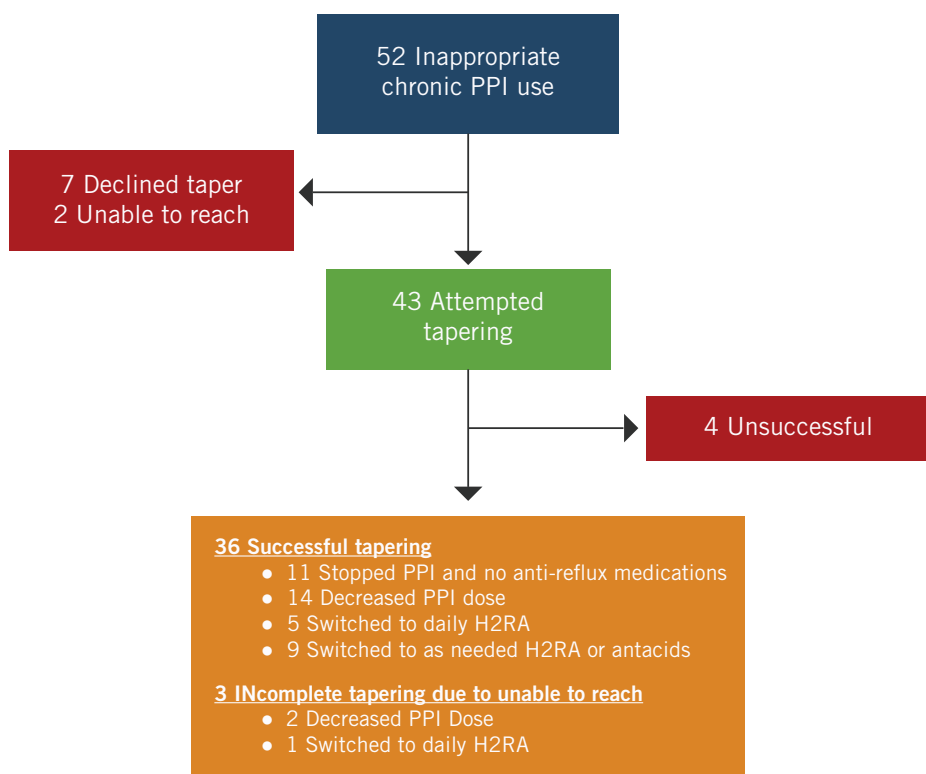 52 Inappropriate
chronic PPI use
7 Declined taper
2 Unable to reach
43 Attempted
tapering
4 Unsuccessful
36 Successful tapering
● 11 Stopped PPI and no anti-reflux medications
● 14 Decreased PPI dose
● 5 Switched to daily H2RA
● 9 Switched to as needed H2RA or antacids
3 INcomplete tapering due to unable to reach
● 2 Decreased PPI Dose
● 1 Switched to daily H2RA